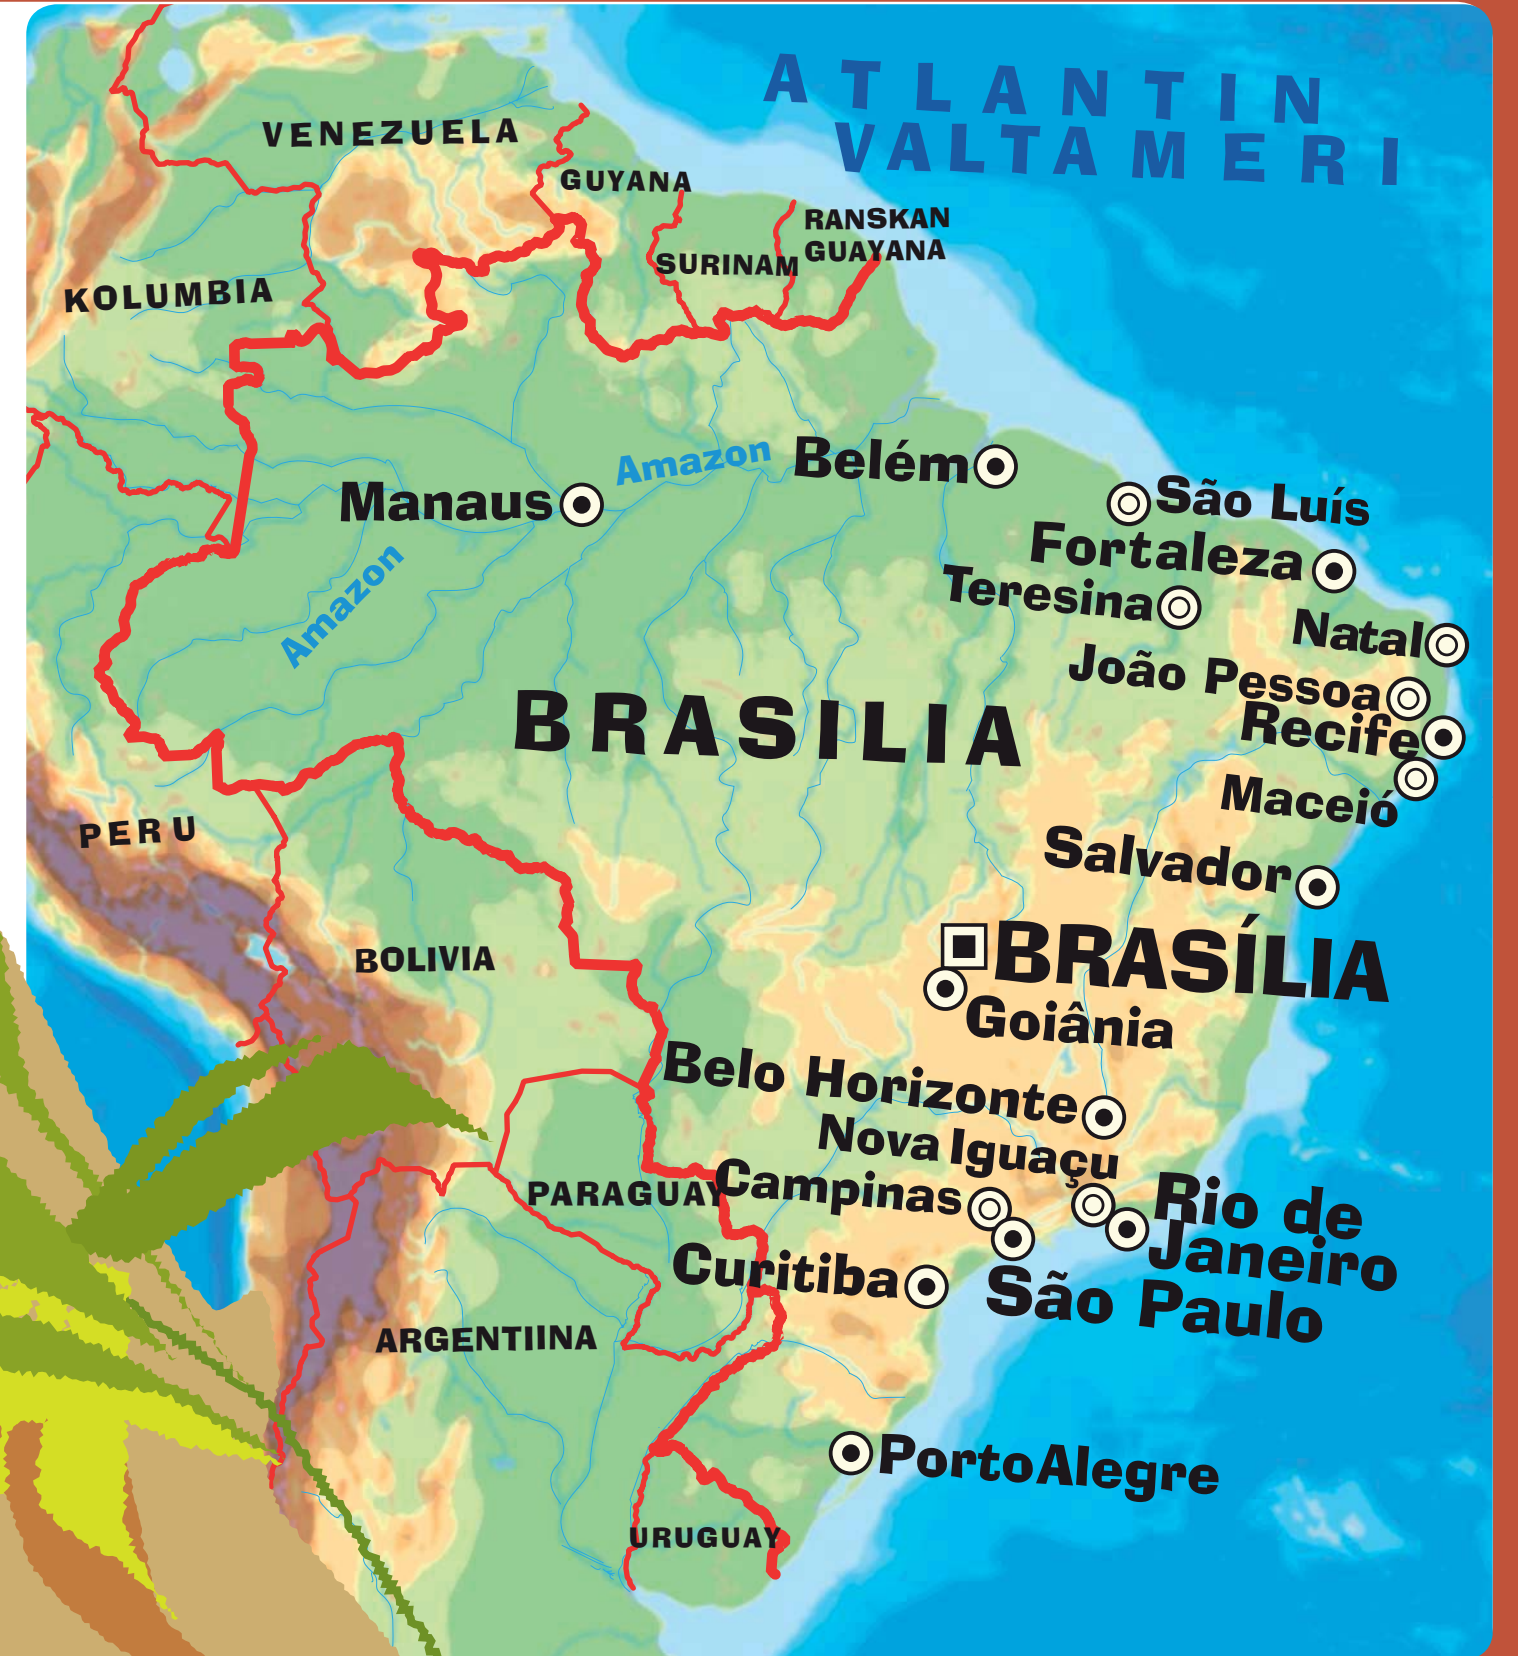 ATLANTIN
VALTAMERI
VENEZUELA
GUYANA
RANSKAN
GUAYANA
SURINAM
KOLUMBIA
Amazon
Belém
Manaus
São Luís
Fortaleza
Amazon
Teresina
Natal
João Pessoa
BRASILIA
Recife
Maceió
PERU
Salvador
BRASÍLIA
BOLIVIA
Goiânia
Belo Horizonte
Nova Iguaçu
PARAGUAY
Campinas
Rio de
Janeiro
Curitiba
São Paulo
ARGENTIINA
PortoAlegre
URUGUAY